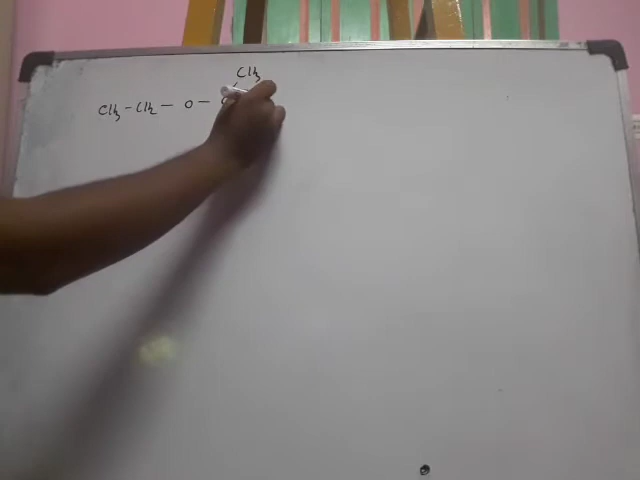 CH₃
CH₃ - CH₂ — O — C